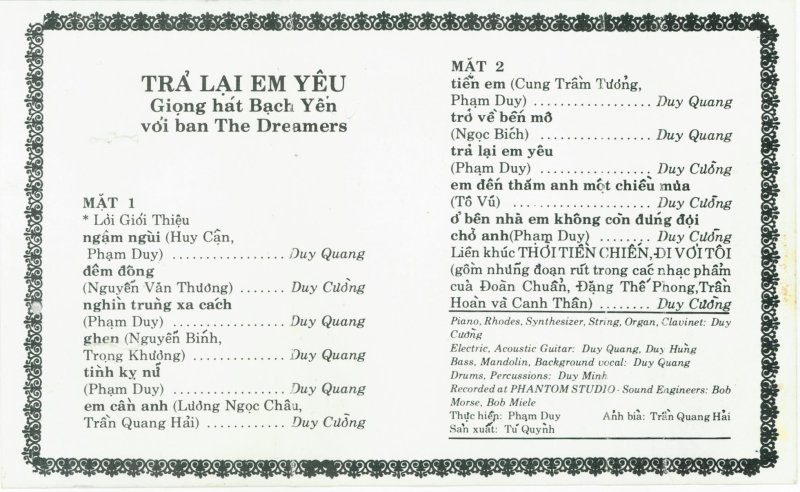 TRẢ LẠI EM YÊU
Giọng hát Bạch Yến
với ban The Dreamers
MẶT 1
* Lời Giới Thiệu
ngậm ngùi (Huy Cận,
Phạm Duy) ................ Duy Quang
đêm đông
(Nguyễn Văn Thương) ....... Duy Cường
nghìn trùng xa cách
(Phạm Duy) ................ Duy Quang
ghen (Nguyễn Bính,
Trọng Khương) ............. Duy Quang
tình kỵ nữ
(Phạm Duy) ................ Duy Quang
em cần anh (Lương Ngọc Châu,
Trần Quang Hải) ........... Duy Cường
MẶT 2
tiễn em (Cung Trầm Tưởng,
Phạm Duy) ................. Duy Quang
trở về bến mơ
(Ngọc Bích) ............... Duy Quang
trả lại em yêu
(Phạm Duy) ................ Duy Cường
em đến thăm anh một chiều mưa
(Tô Vũ) ................... Duy Cường
ở bên nhà em không còn đứng đợi
chờ anh(Phạm Duy) ........ Duy Cường
Liên khúc THỜI TIỀN CHIẾN,ĐI VỚI TÔI
(gồm những đoạn rút trong các nhạc phẩm
cuả Đoàn Chuẩn, Đặng Thế Phong,Trần
Hoàn và Canh Thân) ........ Duy Cường
Piano, Rhodes, Synthesizer, String, Organ, Clavinet: Duy
Cường
Electric, Acoustic Guitar: Duy Quang, Duy Hùng
Bass, Mandolin, Background vocal: Duy Quang
Drums, Percussions: Duy Minh
Recorded at PHANTOM STUDIO - Sound Engineers: Bob
Morse, Bob Miele
Thực hiện: Phạm Duy Ảnh bià: Trần Quang Hải
Sản xuất: Tú Quỳnh